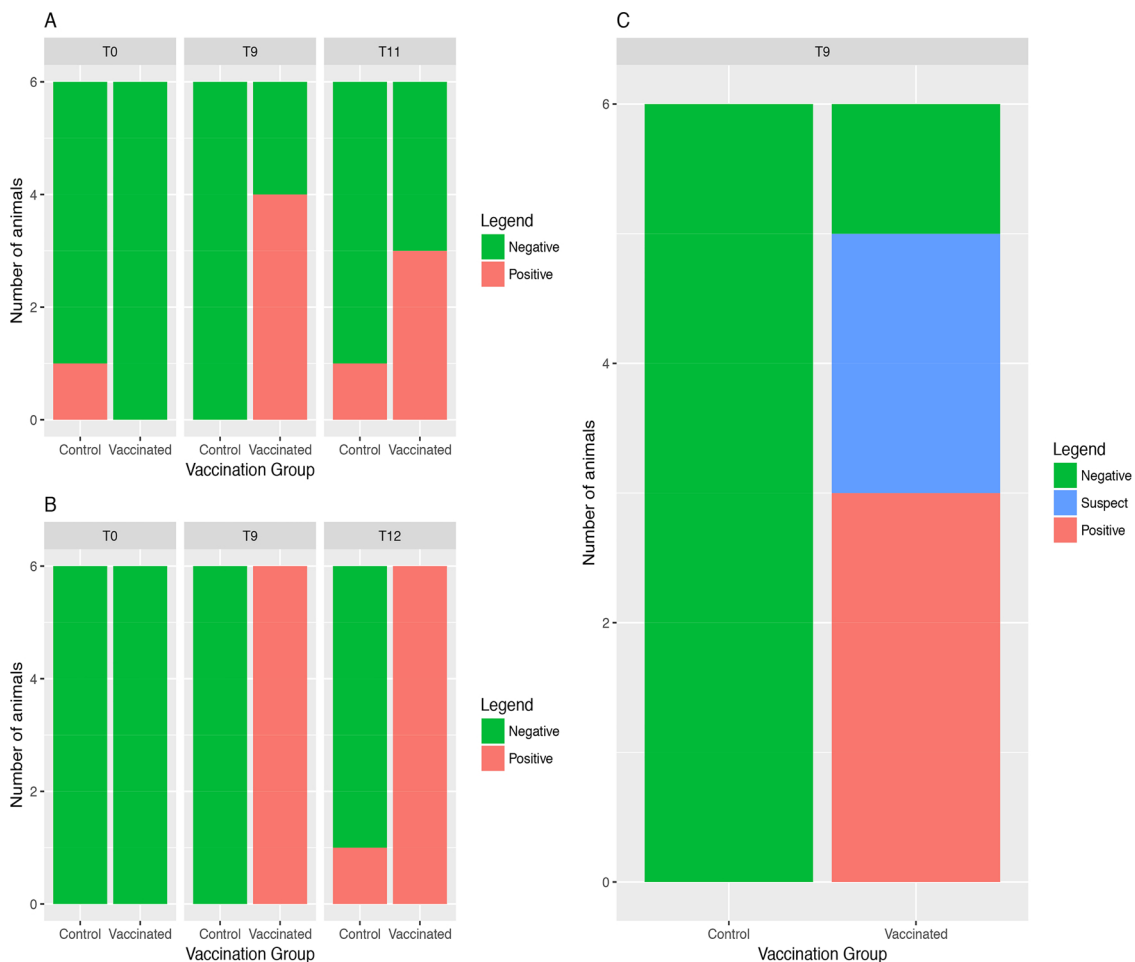 A
T0 T9 T11
6
4
2
0
Number of animals
Control Vaccinated Control Vaccinated Control Vaccinated
Vaccination Group
Legend
Negative
Positive
B
T0 T9 T12
6
4
2
0
Number of animals
Control Vaccinated Control Vaccinated Control Vaccinated
Vaccination Group
Legend
Negative
Positive
C
T9
6
4
2
0
Number of animals
Control Vaccinated
Vaccination Group
Legend
Negative
Suspect
Positive